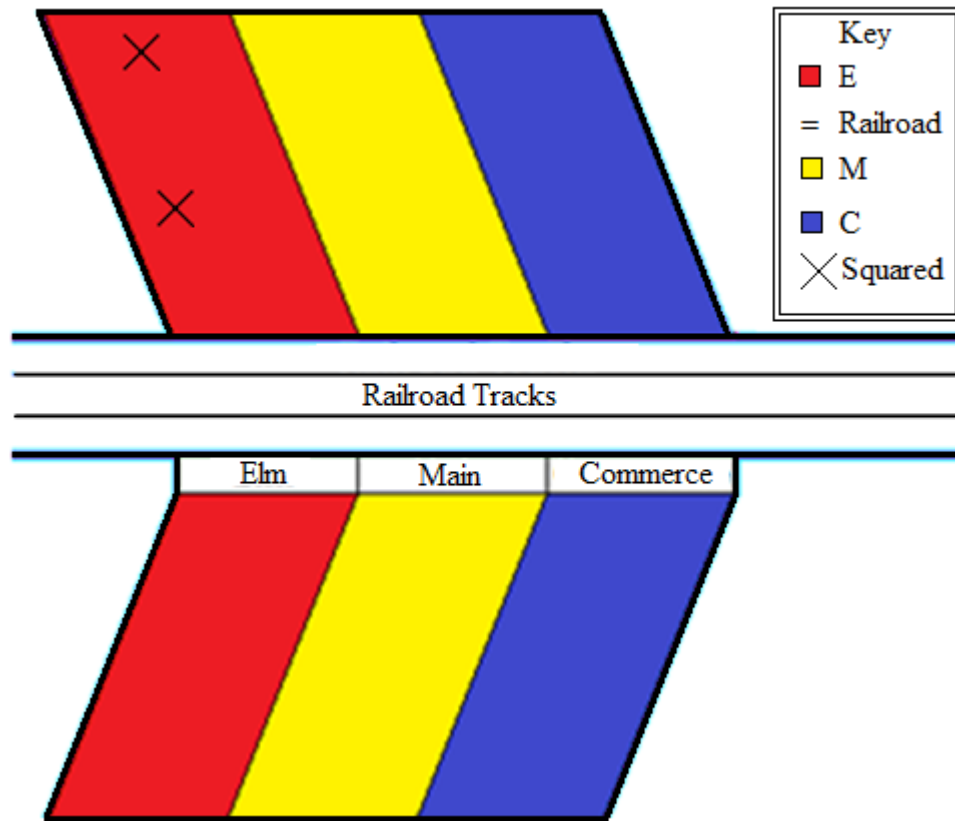 Key
E
= Railroad
M
C
Squared
Railroad Tracks
Elm
Main
Commerce